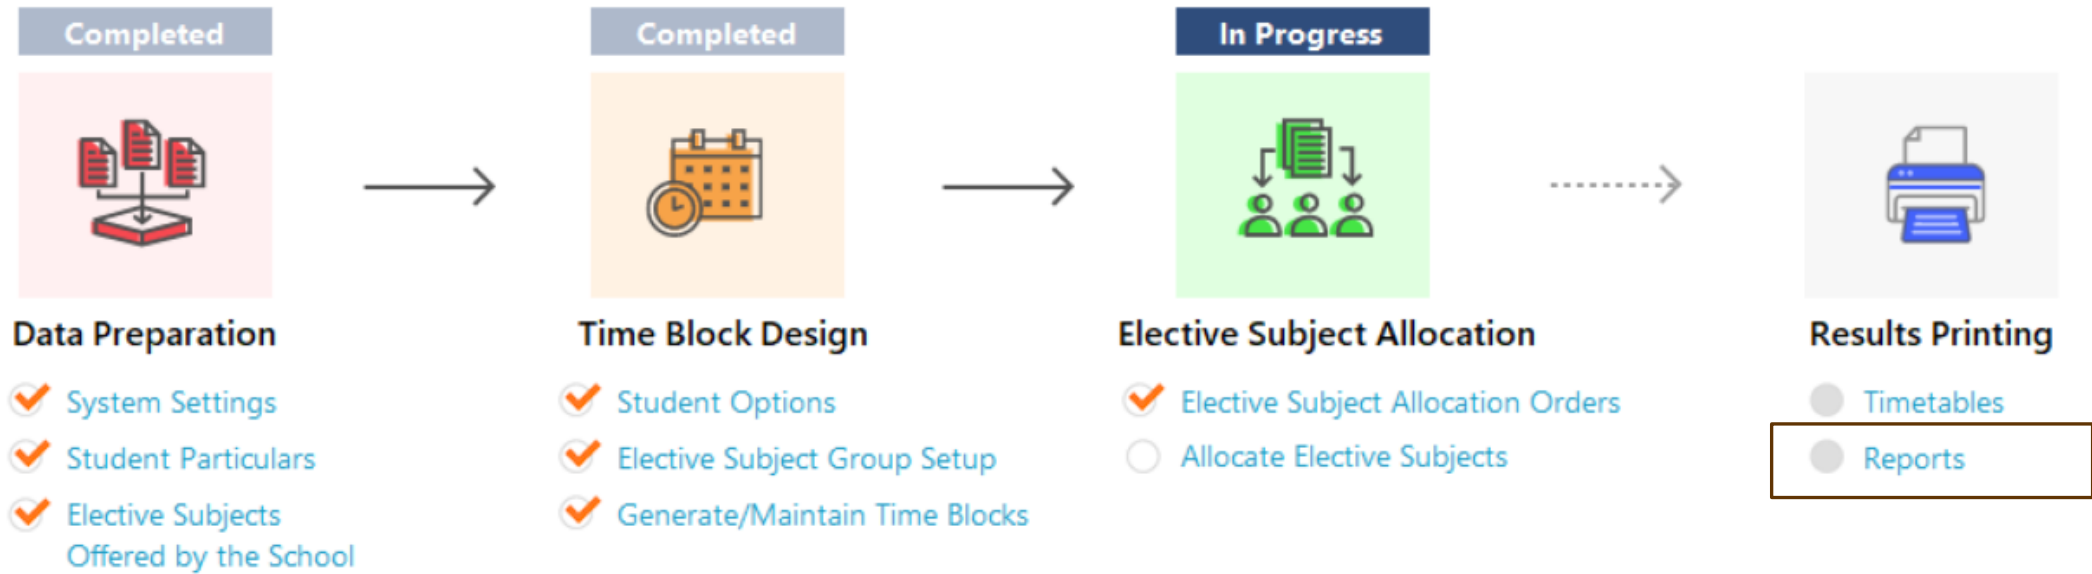 Completed
Completed
In Progress
Data Preparation
System Settings
Student Particulars
Elective Subjects
Offered by the School
Time Block Design
Student Options
Elective Subject Group Setup
Generate/Maintain Time Blocks
Elective Subject Allocation
Elective Subject Allocation Orders
Allocate Elective Subjects
Results Printing
Timetables
Reports